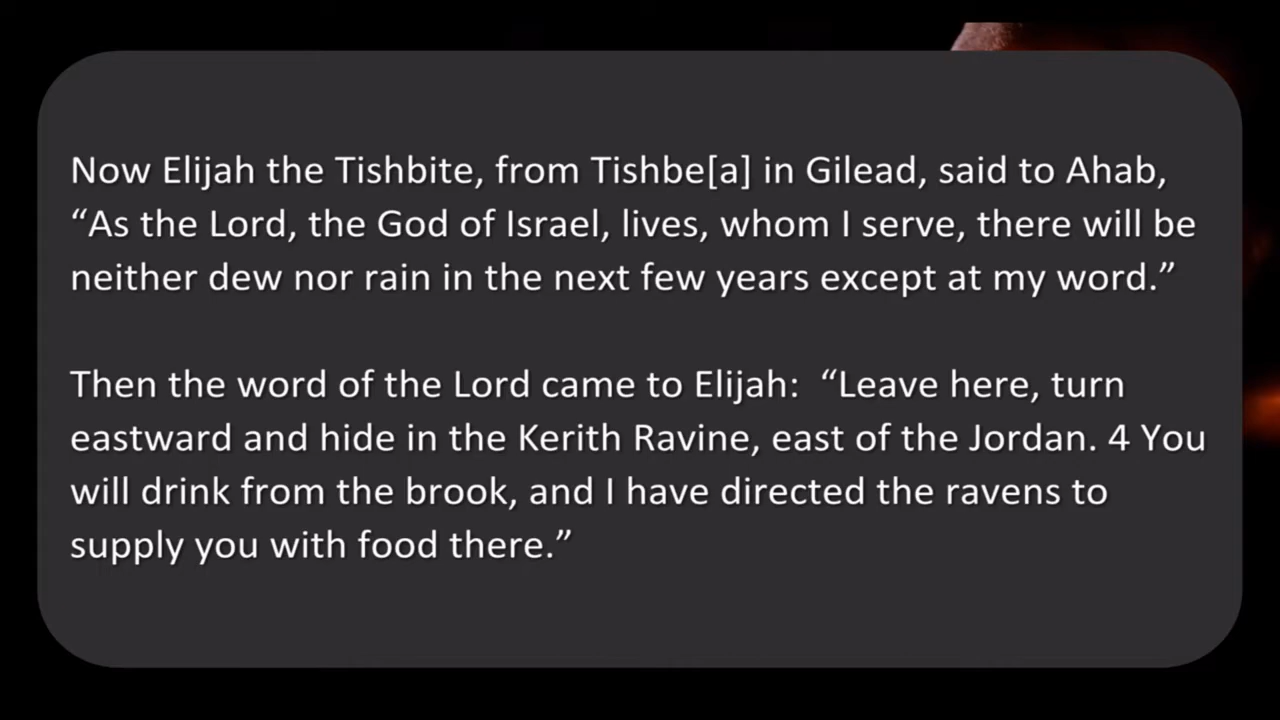 Now Elijah the Tishbite, from Tishbe[a] in Gilead, said to Ahab,
“As the Lord, the God of Israel, lives, whom I serve, there will be
neither dew nor rain in the next few years except at my word.”
Then the word of the Lord came to Elijah:  “Leave here, turn
eastward and hide in the Kerith Ravine, east of the Jordan. 4 You
will drink from the brook, and I have directed the ravens to
supply you with food there.”